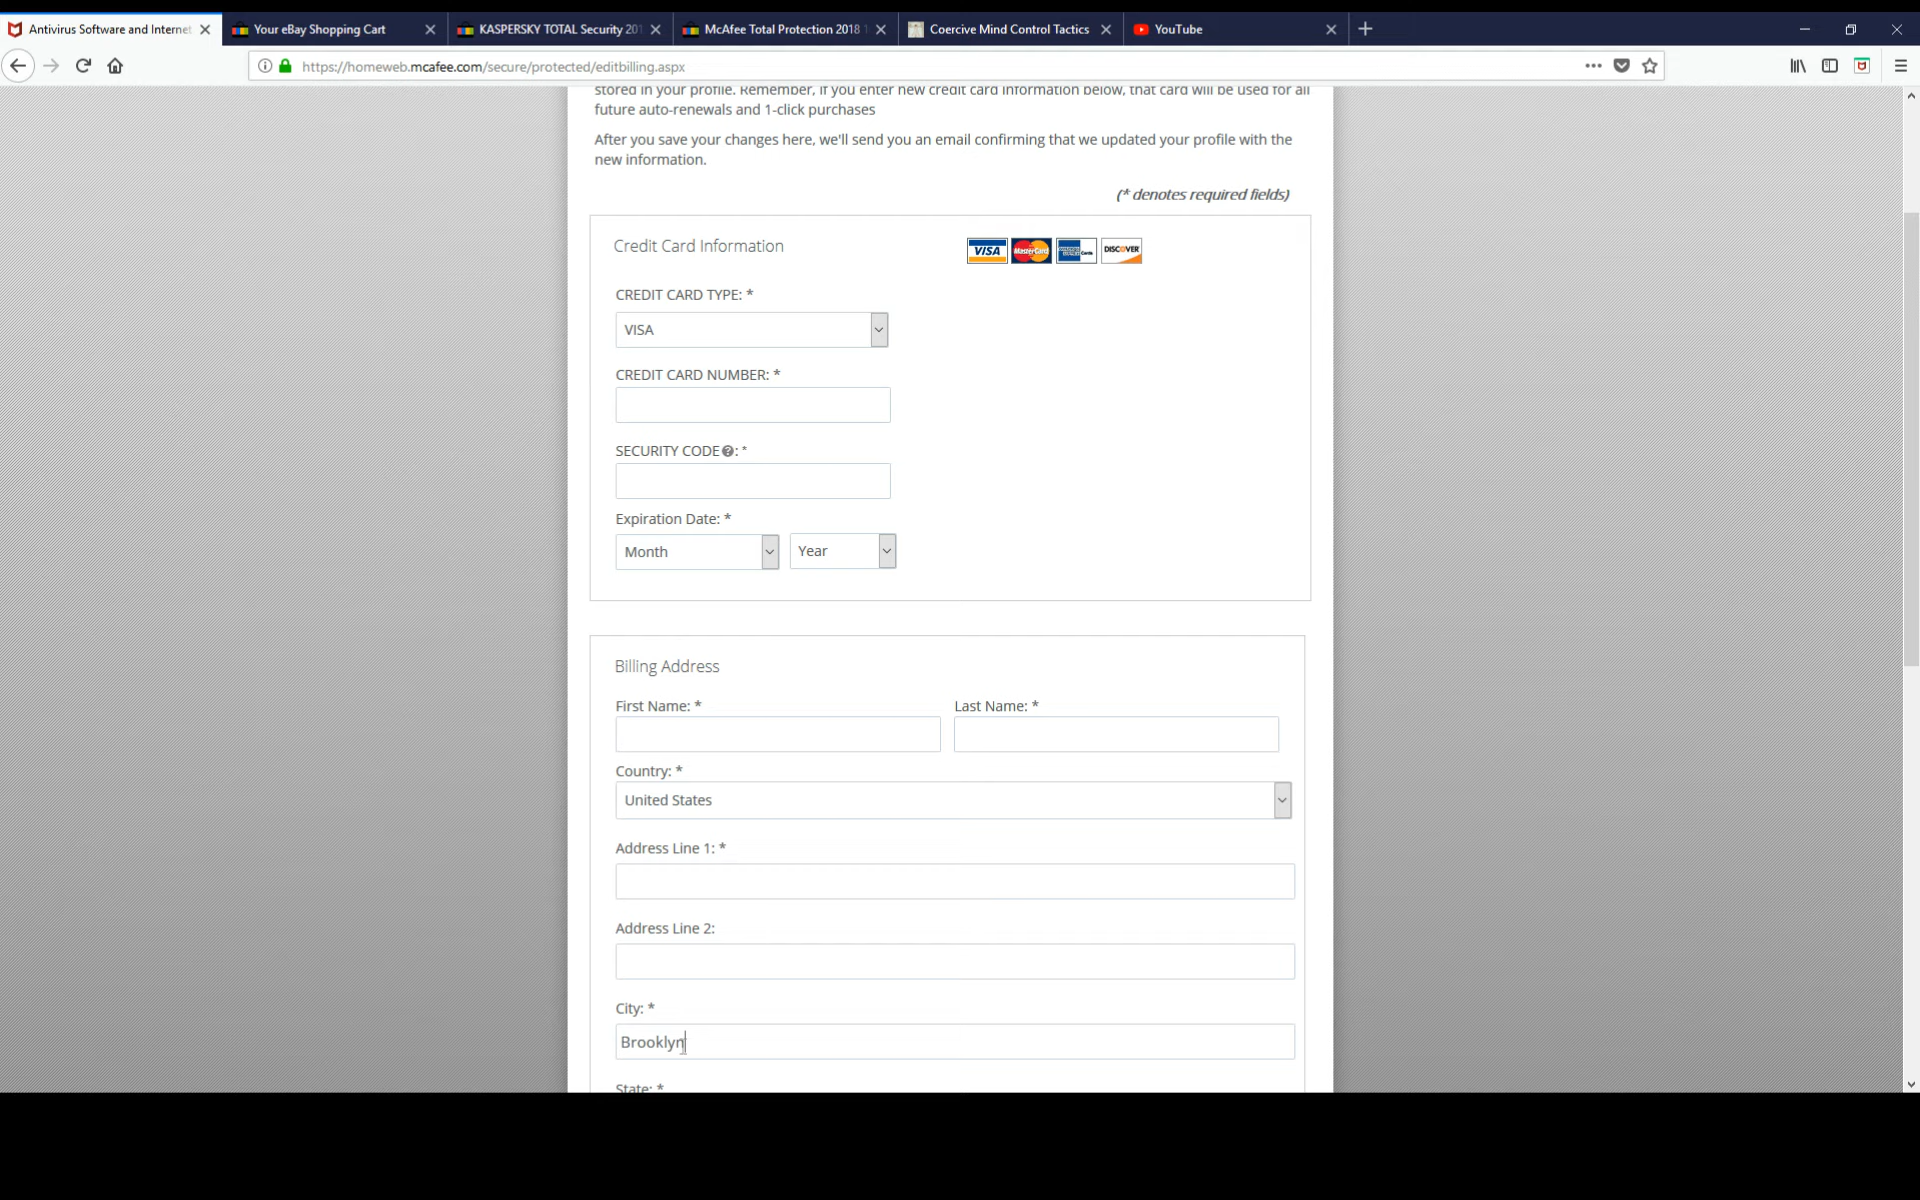 Antivirus Software and Internet
Your eBay Shopping Cart
KASPERSKY TOTAL Security 201
McAfee Total Protection 2018 1
Coercive Mind Control Tactics
YouTube
https://homeweb.mcafee.com/secure/protected/editbilling.aspx
stored in your profile. Remember, if you enter new credit card information below, that card will be used for all
future auto-renewals and 1-click purchases
After you save your changes here, we'll send you an email confirming that we updated your profile with the
new information.
(* denotes required fields)
Credit Card Information
VISA MasterCard Cards DISCOVER
CREDIT CARD TYPE: *
VISA
CREDIT CARD NUMBER: *
SECURITY CODE?: *
Expiration Date: *
Month Year
Billing Address
First Name: * Last Name: *
Country: *
United States
Address Line 1: *
Address Line 2:
City: *
Brooklyn
State: *